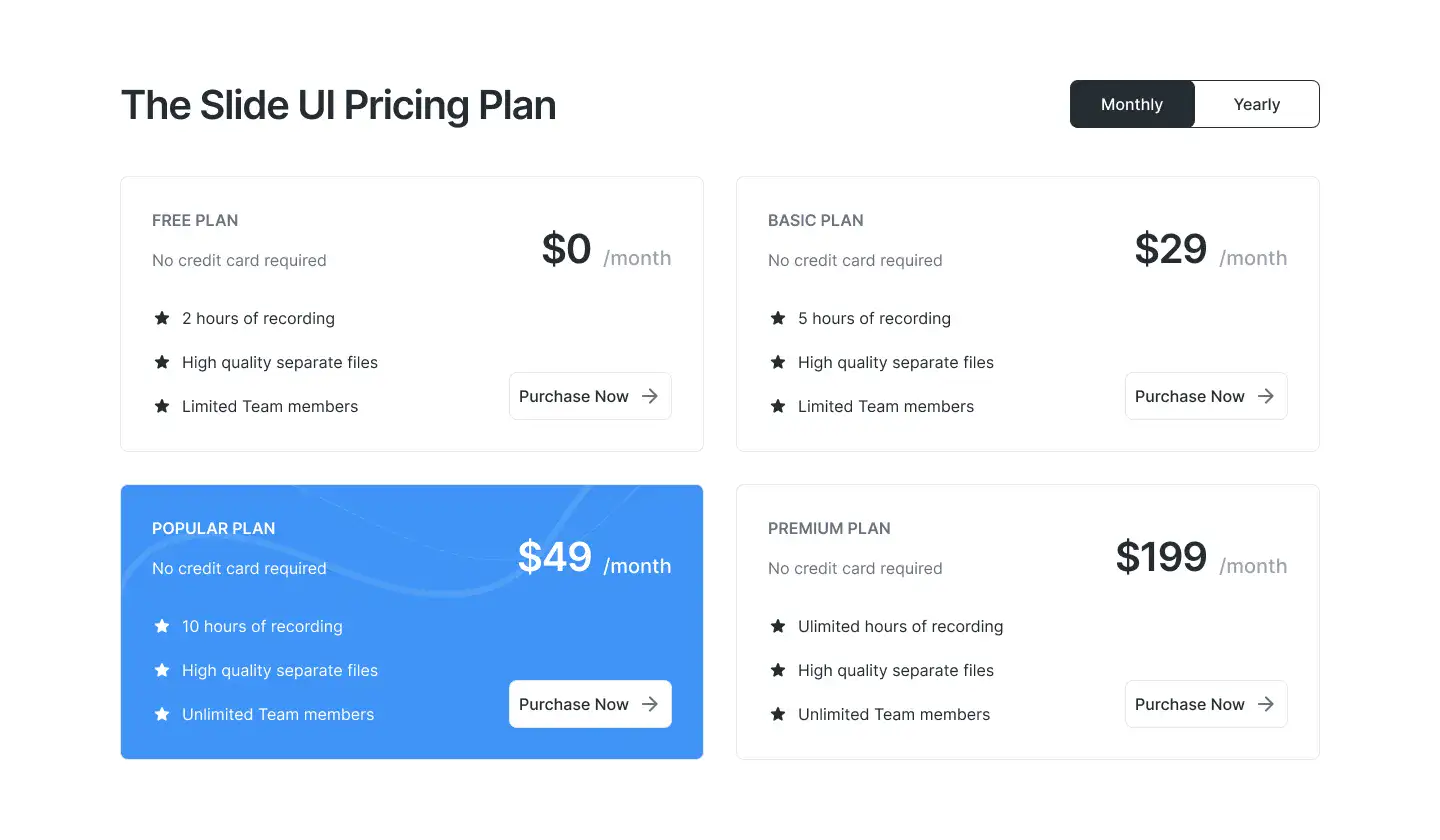 The Slide UI Pricing Plan
Monthly
Yearly
FREE PLAN
No credit card required
$0 /month
2 hours of recording
High quality separate files
Limited Team members
Purchase Now
BASIC PLAN
No credit card required
$29 /month
5 hours of recording
High quality separate files
Limited Team members
Purchase Now
POPULAR PLAN
No credit card required
$49 /month
10 hours of recording
High quality separate files
Unlimited Team members
Purchase Now
PREMIUM PLAN
No credit card required
$199 /month
Ulimited hours of recording
High quality separate files
Unlimited Team members
Purchase Now